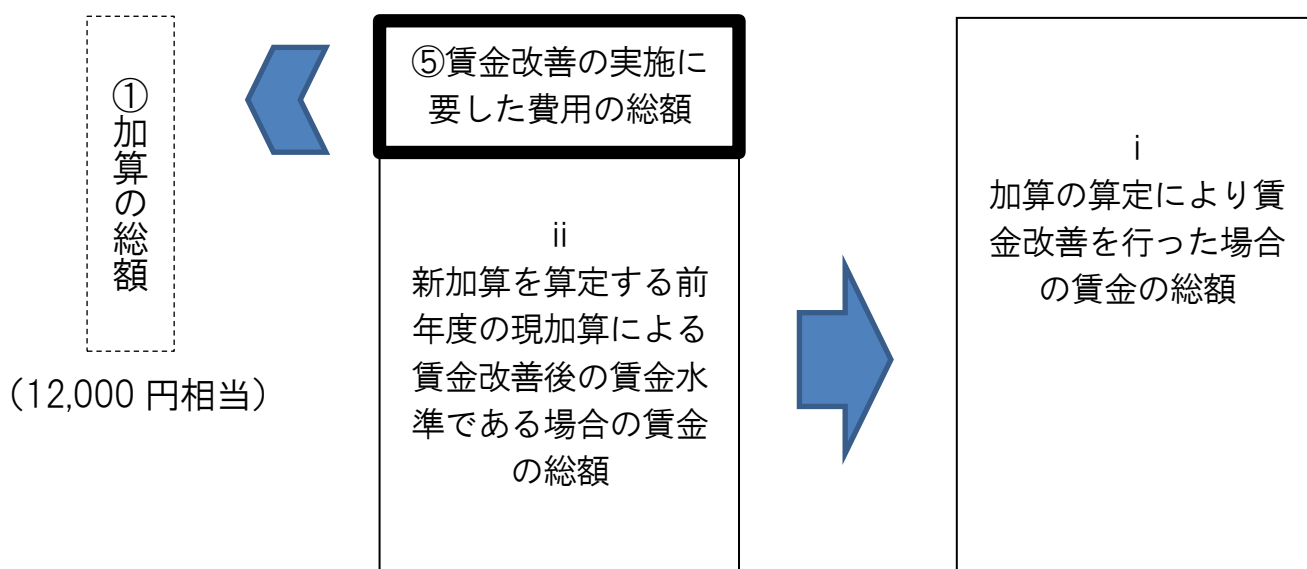 ①加算の総額
（12,000 円相当）
⑤賃金改善の実施に
要した費用の総額
ⅱ
新加算を算定する前
年度の現加算による
賃金改善後の賃金水
準である場合の賃金
の総額
ⅰ
加算の算定により賃
金改善を行った場合
の賃金の総額